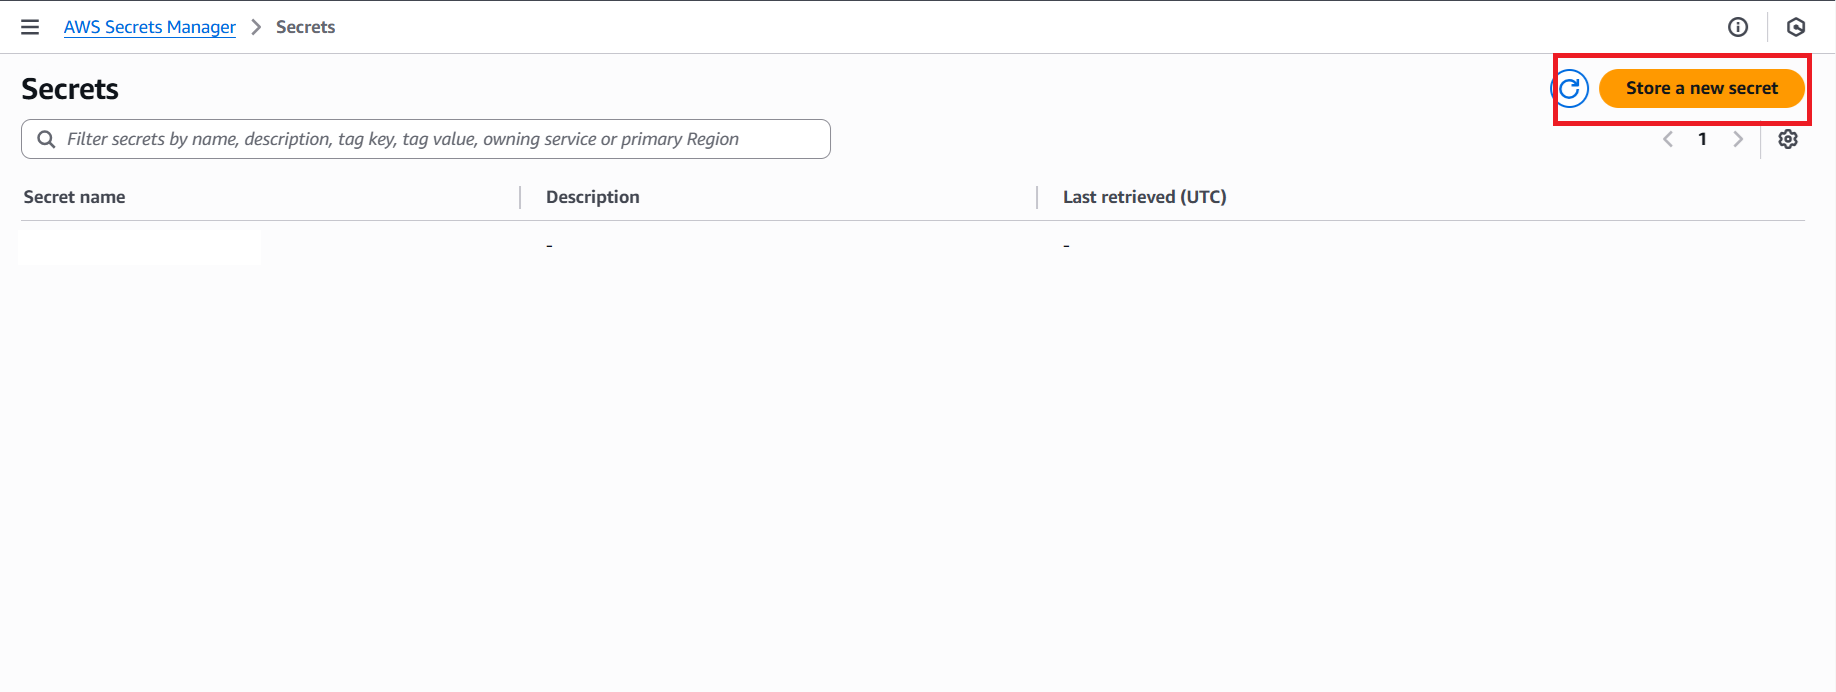 AWS Secrets Manager > Secrets
Secrets
Store a new secret
Filter secrets by name, description, tag key, tag value, owning service or primary Region
1
Secret name Description Last retrieved (UTC)
- -